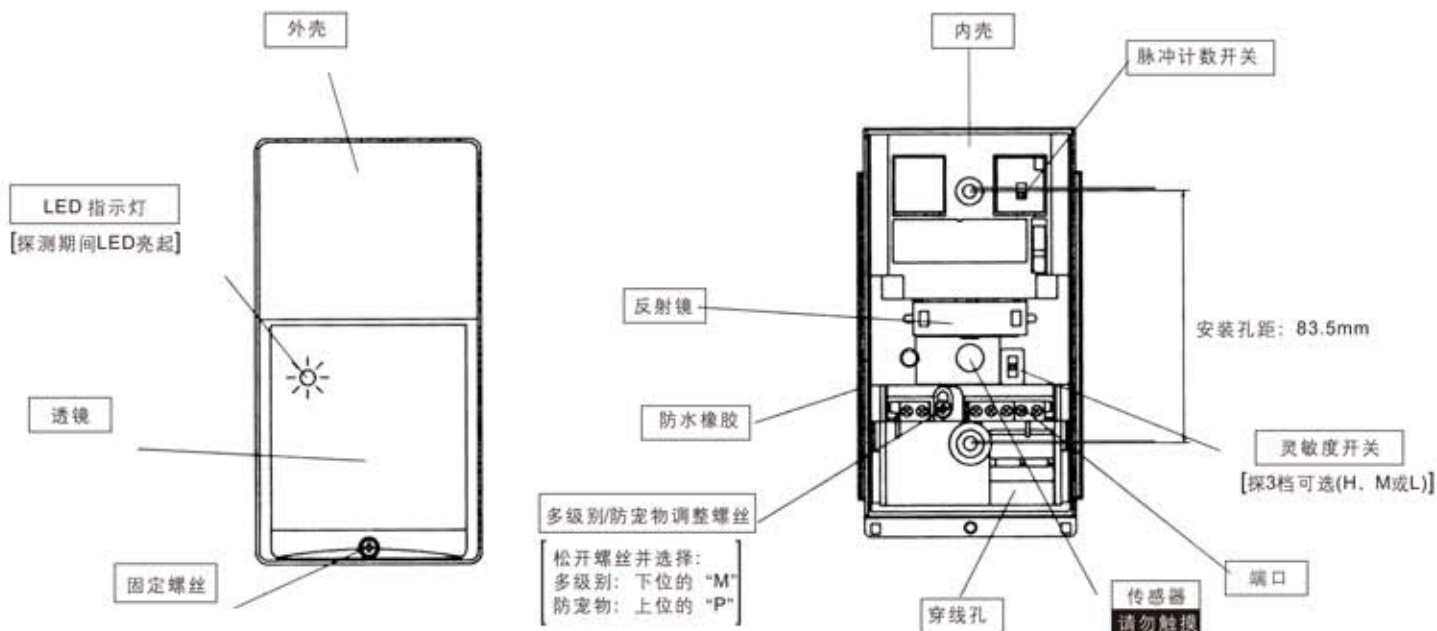 外壳
LED 指示灯
[探测期间LED亮起]
透镜
固定螺丝
内壳
脉冲计数开关
反射镜
安装孔距：83.5mm
防水橡胶
灵敏度开关
[探3档可选(H、M或L)]
多级别/防宠物调整螺丝
松开螺丝并选择：
多级别：下位的 “M”
防宠物：上位的 “P”
穿线孔
传感器
请勿触摸
端口